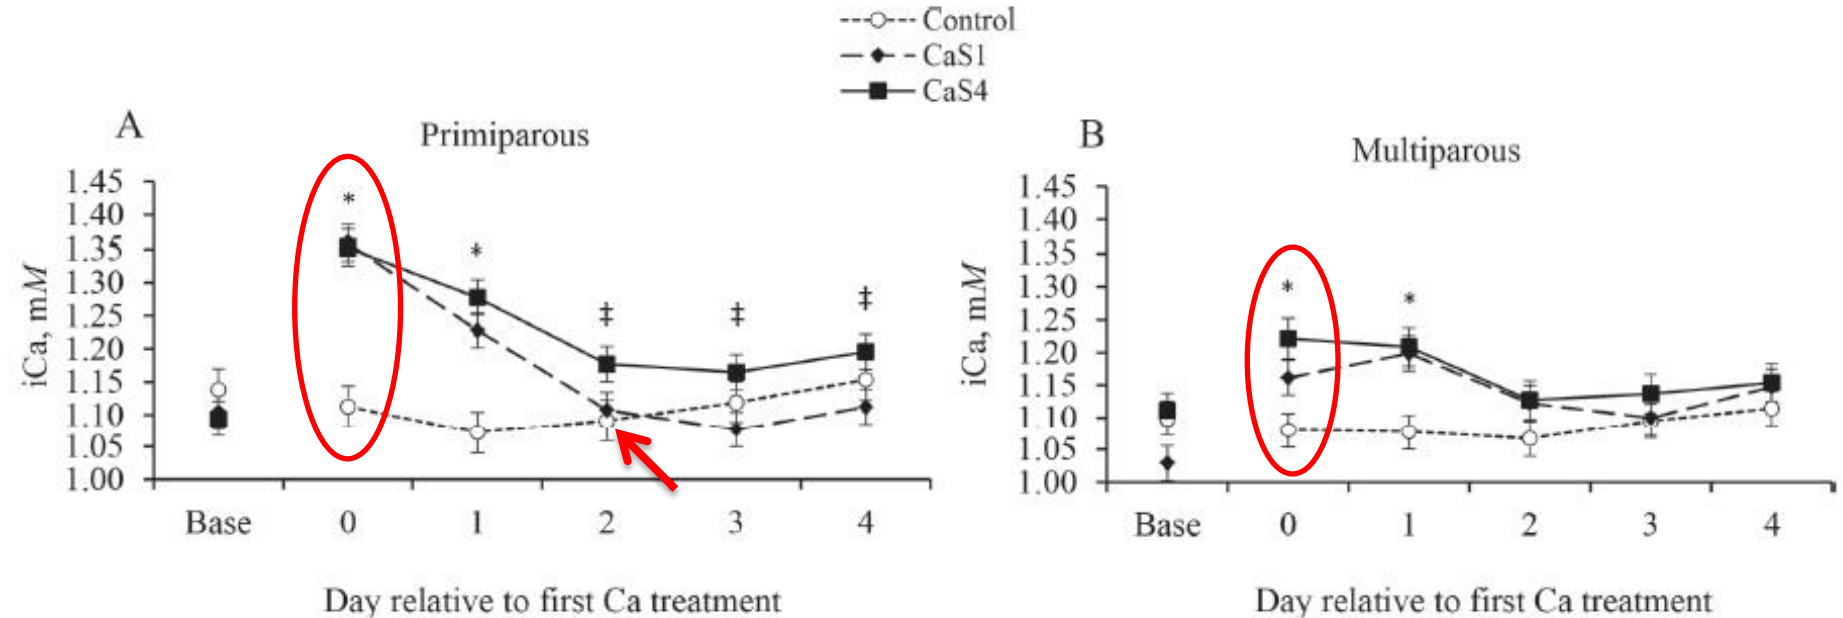 Control
CaS1
CaS4
A
Primiparous
1.45
1.40
1.35
1.30
1.25
1.20
1.15
1.10
1.05
1.00
iCa, mM
*
*
‡
‡
‡
Base 0 1 2 3 4
Day relative to first Ca treatment
B
Multiparous
1.45
1.40
1.35
1.30
1.25
1.20
1.15
1.10
1.05
1.00
iCa, mM
*
*
Base 0 1 2 3 4
Day relative to first Ca treatment